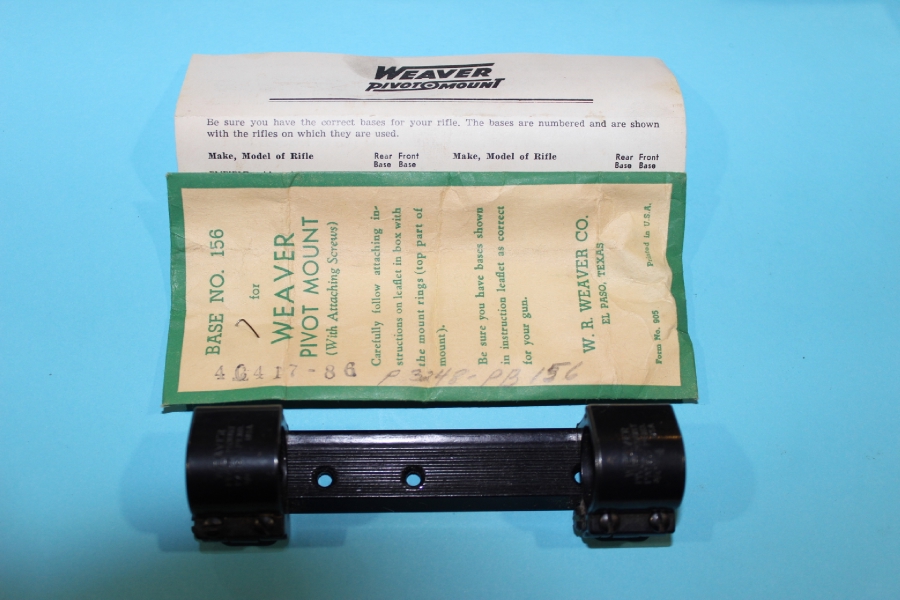 WEAVER
PIVOT MOUNT
Be sure you have the correct bases for your rifle. The bases are numbered and are shown
with the rifles on which they are used.
Make, Model of Rifle
Rear Front
Base Base
Make, Model of Rifle
Rear Front
Base Base
BASE NO. 156
for
WEAVER
PIVOT MOUNT
(With Attaching Screws)
Carefully follow attaching in-
structions on leaflet in box with
the mount rings (top part of
mount).
Be sure you have bases shown
in instruction leaflet as correct
for your gun.
W. R. WEAVER CO.
EL PASO, TEXAS
Form No. 905
Printed in U.S.A.
P 3248-PB 156